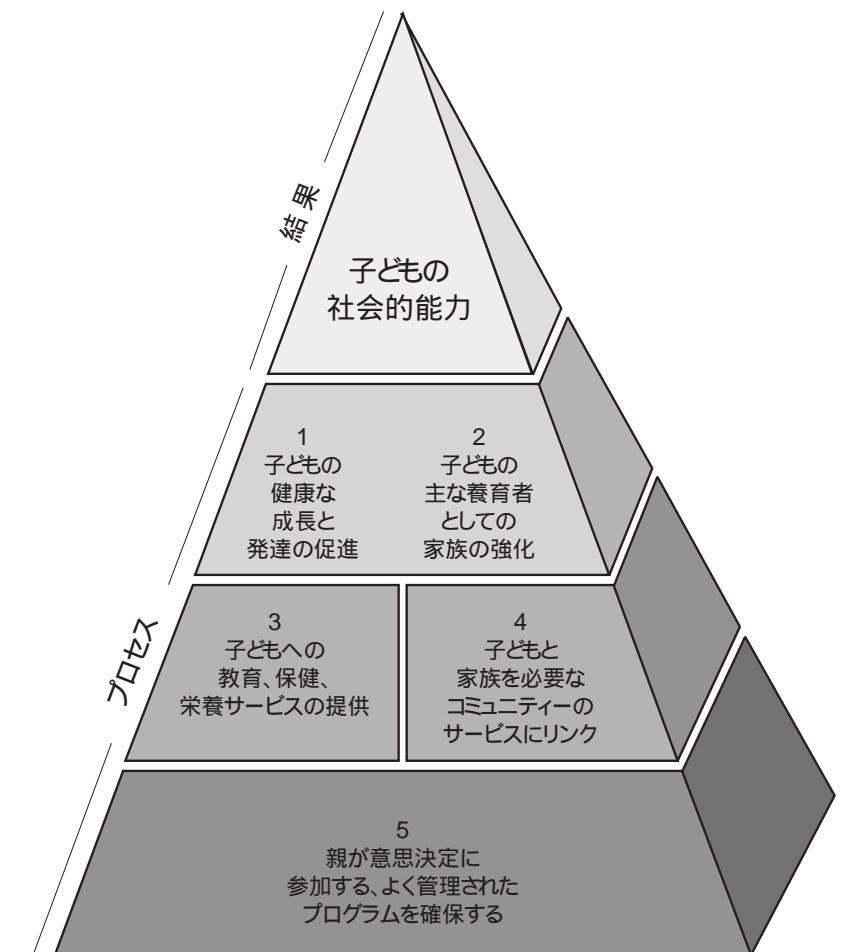 結果
子どもの
社会的能力
1
子どもの
健康な
成長と
発達の促進
2
子どもの
主な養育者
としての
家族の強化
プロセス
3
子どもへの
教育、保健、
栄養サービスの提供
4
子どもと
家族を必要な
コミュニティーの
サービスにリンク
5
親が意思決定に
参加する、よく管理された
プログラムを確保する